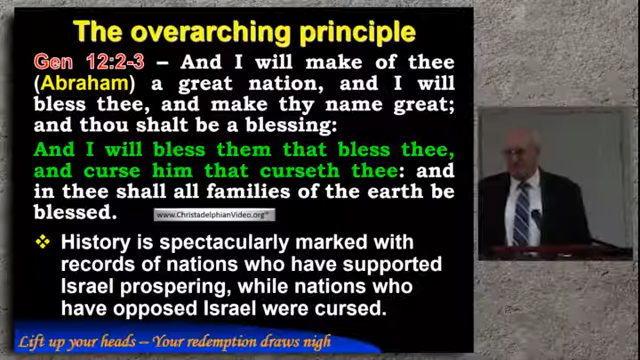 The overarching principle
Gen 12:2-3 – And I will make of thee
(Abraham) a great nation, and I will
bless thee, and make thy name great;
and thou shalt be a blessing:
And I will bless them that bless thee,
and curse him that curseth thee: and
in thee shall all families of the earth be
blessed.
www.ChristadelphianVideo.org
History is spectacularly marked with
records of nations who have supported
Israel prospering, while nations who
have opposed Israel were cursed.
Lift up your heads – Your redemption draws nigh